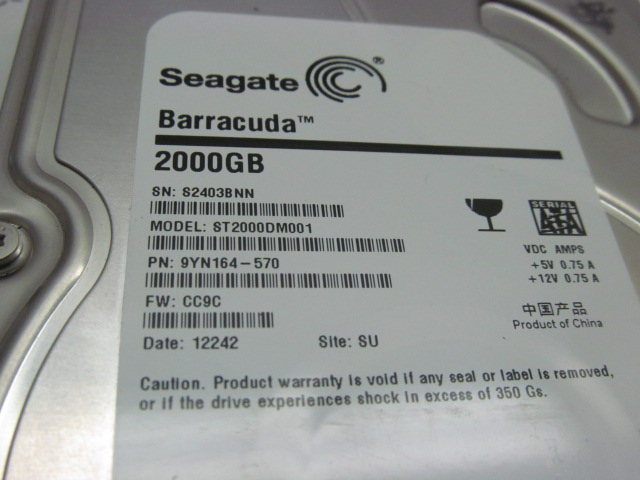 Seagate®
Barracuda™
2000GB
SN: S2403BNN
MODEL: ST2000DM001
PN: 9YN164-570
FW: CC9C
Date: 12242 Site: SU
SERIAL
ATA
VDC AMPS
+5V 0.75 A
+12V 0.75 A
中国产品
Product of China
Caution. Product warranty is void if any seal or label is removed,
or if the drive experiences shock in excess of 350 Gs.